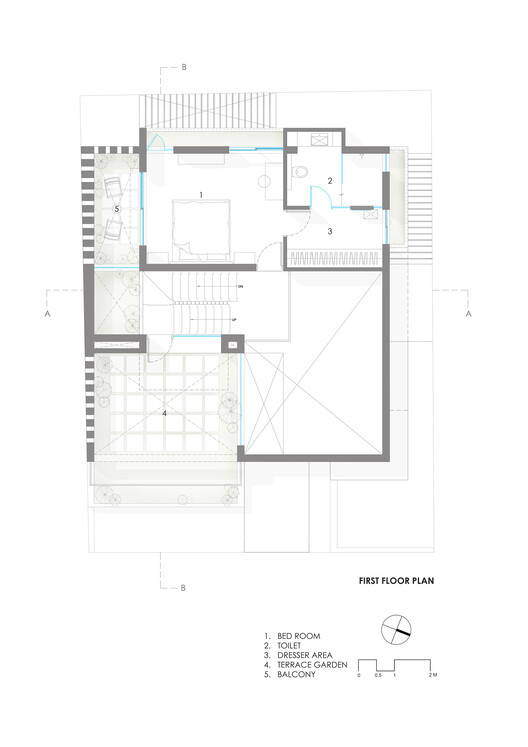 B
1
2
5
3
DN
A
A
UP
4
B
FIRST FLOOR PLAN
1. BED ROOM
2. TOILET
3. DRESSER AREA
4. TERRACE GARDEN
5. BALCONY
0 0.5 1 2 M